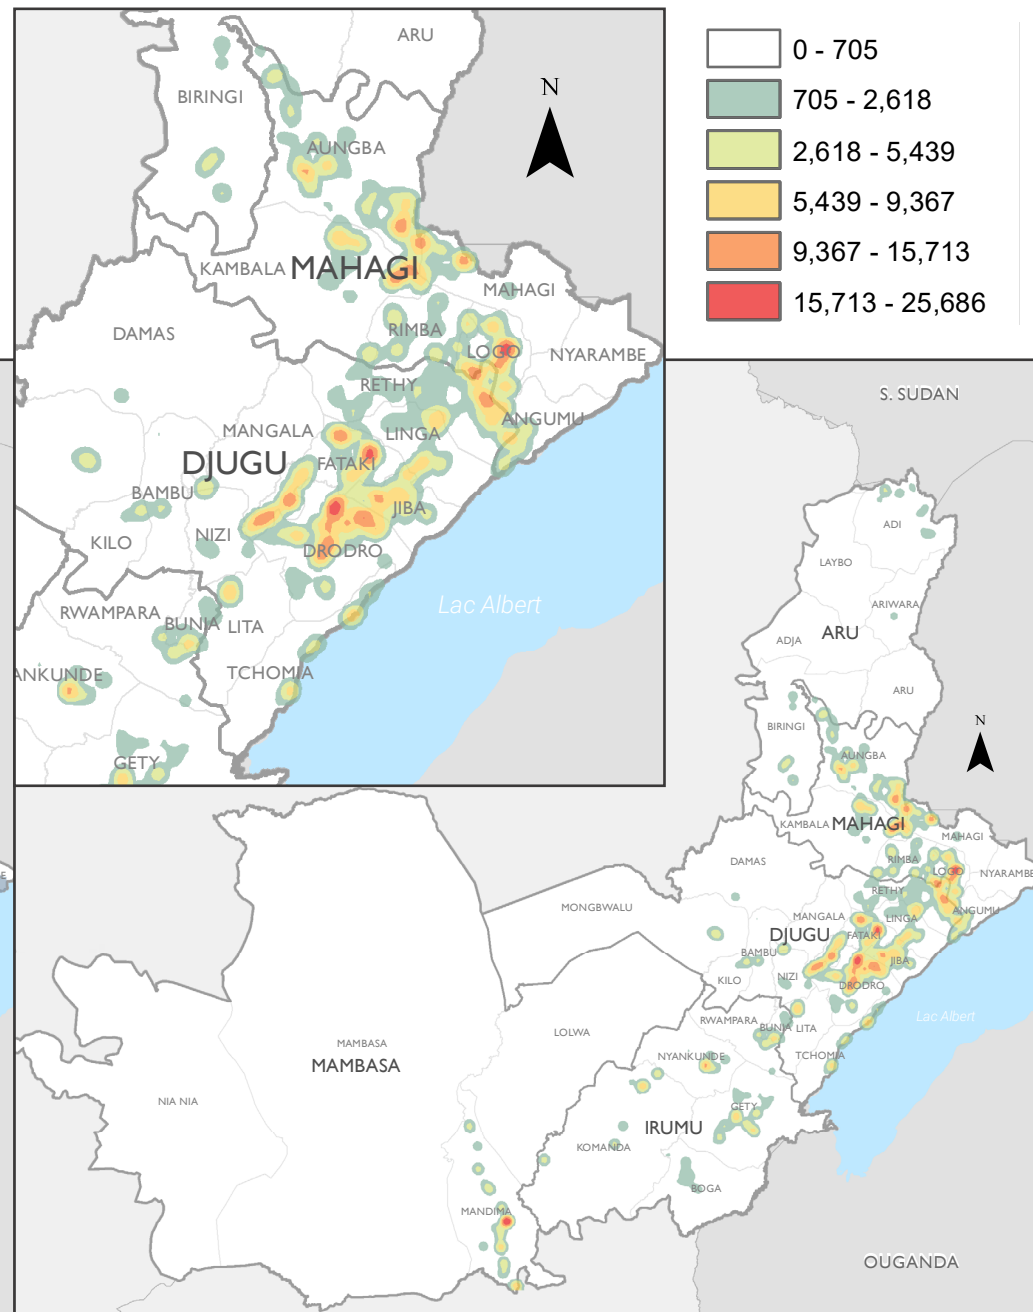 ARU
BIRINGI
N
AUNGBA
KAMBALA
MAHAGI
MAHAGI
DAMAS
RIMBA
LOGO
NYARAMBE
RETHY
ANGUMU
MANGALA
LINGA
DJUGU
FATAKI
BAMBU
JIBA
NIZI
KILO
DRODRO
RWAMPARA
BUNIA
LITA
Lac Albert
ANKUNDE
TCHOMIA
GETY
0 - 705
705 - 2,618
2,618 - 5,439
5,439 - 9,367
9,367 - 15,713
15,713 - 25,686
S. SUDAN
ADI
LAYBO
ARIWARA
ADJA
ARU
ARU
BIRINGI
N
AUNGBA
KAMBALA
MAHAGI
MAHAGI
DAMAS
RIMBA
LOGO
NYARAMBE
E
RETHY
MONGBWALU
MANGALA
LINGA
ANGUMU
DJUGU
FATAKI
BAMBU
JIBA
KILO
NIZI
DRODRO
Lac Albert
RWAMPARA
BUNIA
LITA
LOLWA
MAMBASA
MAMBASA
NYANKUNDE
TCHOMIA
NIA NIA
GETY
IRUMU
KOMANDA
BOGA
MANDIMA
OUGANDA